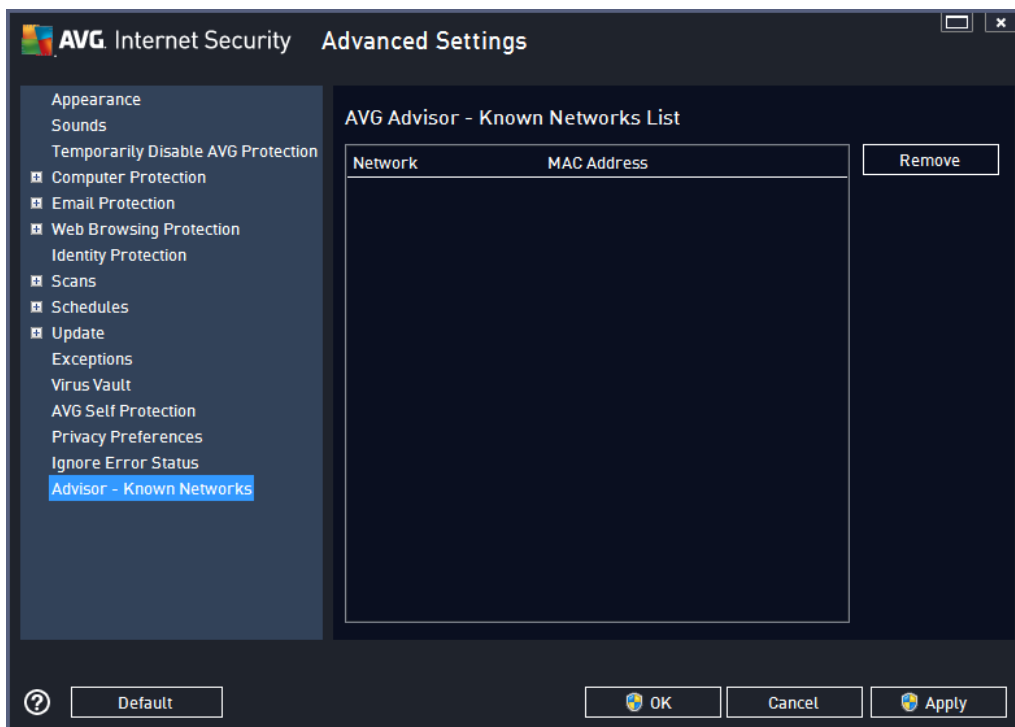 AVG. Internet Security Advanced Settings
Appearance
Sounds
Temporarily Disable AVG Protection
Computer Protection
Email Protection
Web Browsing Protection
Identity Protection
Scans
Schedules
Update
Exceptions
Virus Vault
AVG Self Protection
Privacy Preferences
Ignore Error Status
Advisor - Known Networks
AVG Advisor - Known Networks List
Network MAC Address
Remove
? Default OK Cancel Apply